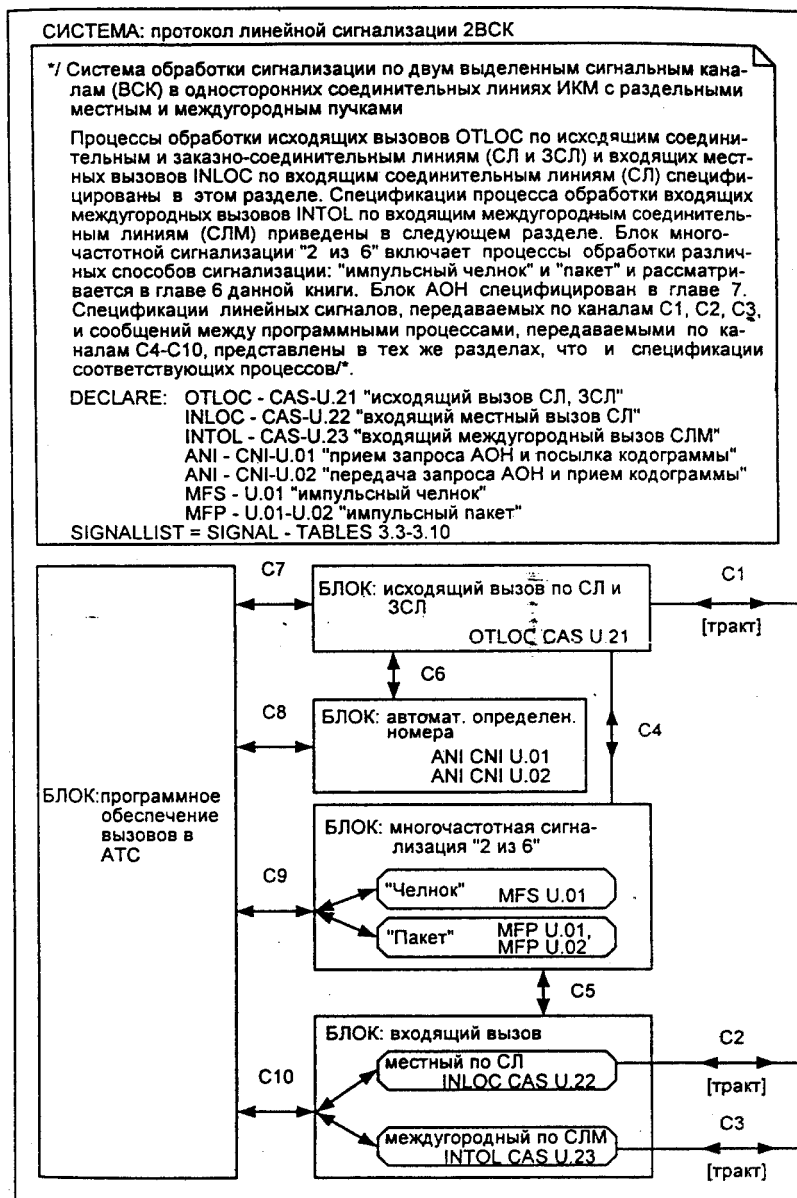 СИСТЕМА: протокол линейной сигнализации 2ВСК
*/ Система обработки сигнализации по двум выделенным сигнальным кана-
лам (ВСК) в односторонних соединительных линиях ИКМ с раздельными
местным и междугородным пучками
Процессы обработки исходящих вызовов OTLOC по исходящим соедини-
тельным и заказно-соединительным линиям (СЛ и ЗСЛ) и входящих мест-
ных вызовов INLOC по входящим соединительным линиям (СЛ) специфи-
цированы в этом разделе. Спецификации процесса обработки входящих
междугородных вызовов INTOL по входящим междугородным соединитель-
ным линиям (СЛМ) приведены в следующем разделе. Блок много-
частотной сигнализации "2 из 6" включает процессы обработки различ-
ных способов сигнализации: "импульсный челнок" и "пакет" и рассматри-
вается в главе 6 данной книги. Блок АОН специфицирован в главе 7.
Спецификации линейных сигналов, передаваемых по каналам С1, С2, С3,
и сообщений между программными процессами, передаваемыми по ка-
налам С4-С10, представлены в тех же разделах, что и спецификации
соответствующих процессов/*.
DECLARE: OTLOC - CAS-U.21 "исходящий вызов СЛ, ЗСЛ"
INLOC - CAS-U.22 "входящий местный вызов СЛ"
INTOL - CAS-U.23 "входящий междугородный вызов СЛМ"
ANI - CNI-U.01 "прием запроса АОН и посылка кодограммы"
ANI - CNI-U.02 "передача запроса АОН и прием кодограммы"
MFS - U.01 "импульсный челнок"
MFP - U.01-U.02 "импульсный пакет"
SIGNALLIST = SIGNAL - TABLES 3.3-3.10
С7
БЛОК: исходящий вызов по СЛ и
ЗСЛ
OTLOC CAS U.21
С1
[тракт]
С6
С8
БЛОК: автомат. определен.
номера
ANI CNI U.01
ANI CNI U.02
С4
БЛОК:программное
обеспечение
вызовов в
АТС
БЛОК: многочастотная сигна-
лизация "2 из 6"
С9
"Челнок" MFS U.01
"Пакет" MFP U.01,
MFP U.02
С5
БЛОК: входящий вызов
С2
местный по СЛ
INLOC CAS U.22
[тракт]
С10
С3
междугородный по СЛМ
INTOL CAS U.23
[тракт]